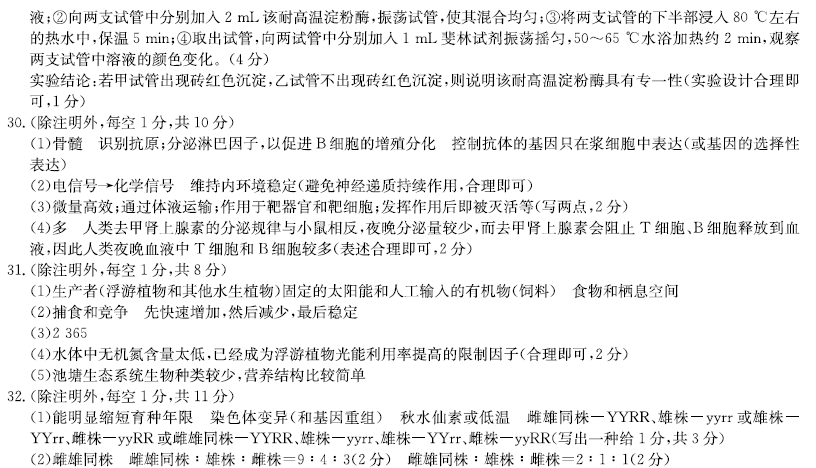 液;②向两支试管中分别加入 2 mL 该耐高温淀粉酶,振荡试管,使其混合均匀;③将两支试管的下半部浸入 80 ℃左右
的热水中,保温 5 min;④取出试管,向两试管中分别加入 1 mL 斐林试剂振荡摇匀,50～65 ℃水浴加热约 2 min,观察
两支试管中溶液的颜色变化。(4 分)
实验结论:若甲试管出现砖红色沉淀,乙试管不出现砖红色沉淀,则说明该耐高温淀粉酶具有专一性(实验设计合理即
可,1 分)
30.(除注明外,每空 1 分,共 10 分)
(1)骨髓 识别抗原;分泌淋巴因子,以促进 B 细胞的增殖分化 控制抗体的基因只在浆细胞中表达(或基因的选择性
表达)
(2)电信号→化学信号 维持内环境稳定(避免神经递质持续作用,合理即可)
(3)微量高效;通过体液运输;作用于靶器官和靶细胞;发挥作用后即被灭活等(写两点,2 分)
(4)多 人类去甲肾上腺素的分泌规律与小鼠相反,夜晚分泌量较少,而去甲肾上腺素会阻止 T 细胞、B 细胞释放到血
液,因此人类夜晚血液中 T 细胞和 B 细胞较多(表述合理即可,2 分)
31.(除注明外,每空 1 分,共 8 分)
(1)生产者(浮游植物和其他水生植物)固定的太阳能和人工输入的有机物(饲料) 食物和栖息空间
(2)捕食和竞争 先快速增加,然后减少,最后稳定
(3)2 365
(4)水体中无机氮含量太低,已经成为浮游植物光能利用率提高的限制因子(合理即可,2 分)
(5)池塘生态系统生物种类较少,营养结构比较简单
32.(除注明外,每空 1 分,共 11 分)
(1)能明显缩短育种年限 染色体变异(和基因重组) 秋水仙素或低温 雌雄同株—YYRR、雄株—yyrr 或雄株—
YYrr、雌株—yyRR 或雌雄同株—YYRR、雄株—yyrr、雄株—YYrr、雌株—yyRR(写出一种给 1 分,共 3 分)
(2)雌雄同株 雌雄同株∶雄株∶雌株=9∶4∶3(2 分) 雌雄同株∶雄株∶雌株=2∶1∶1(2 分)